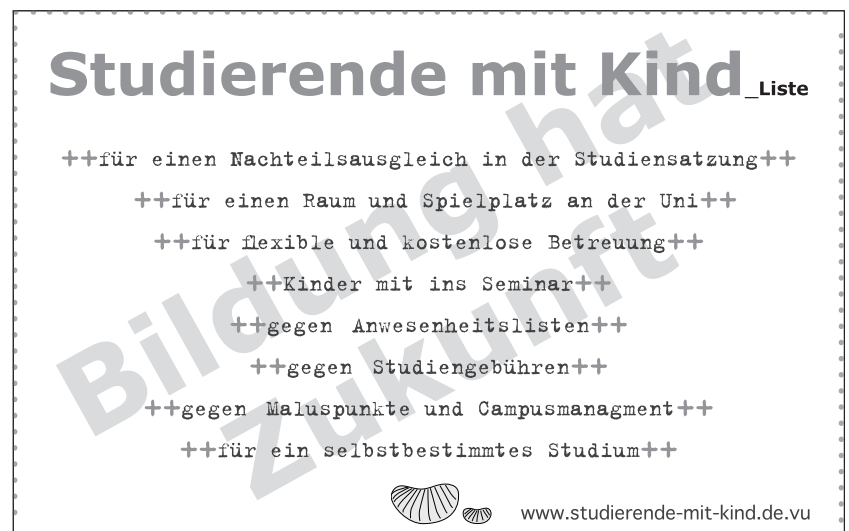 Studierende mit Kind_Liste
++für einen Nachteilsausgleich in der Studiensatzung++
++für einen Raum und Spielplatz an der Uni++
++für flexible und kostenlose Betreuung++
++Kinder mit ins Seminar++
++gegen Anwesenheitslisten++
++gegen Studiengebühren++
++gegen Maluspunkte und Campusmanagment++
++für ein selbstbestimmtes Studium++
Bildung hat
Zukunft
www.studierende-mit-kind.de.vu